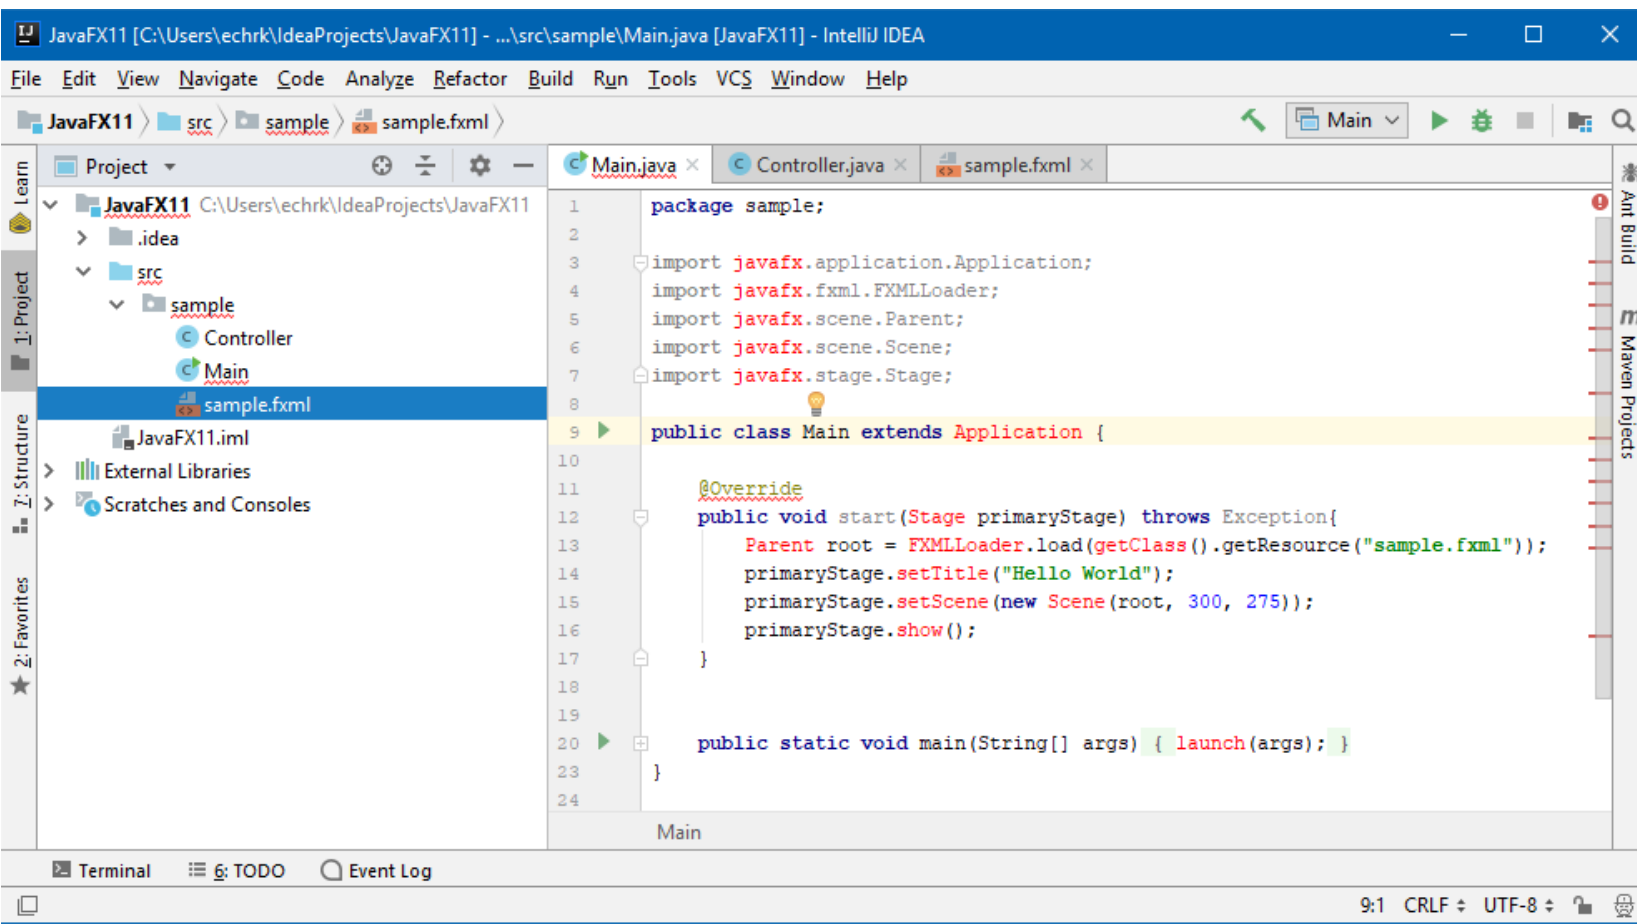 JavaFX11 [C:\Users\echrk\IdeaProjects\JavaFX11] - ...\src\sample\Main.java [JavaFX11] - IntelliJ IDEA
File Edit View Navigate Code Analyze Refactor Build Run Tools VCS Window Help
JavaFX11 src sample sample.fxml Main
Learn
1: Project
7: Structure
2: Favorites
Project
JavaFX11 C:\Users\echrk\IdeaProjects\JavaFX11
.idea
src
sample
Controller
Main
sample.fxml
JavaFX11.iml
External Libraries
Scratches and Consoles
Main.java Controller.java sample.fxml
1 package sample;
2
3 import javafx.application.Application;
4 import javafx.fxml.FXMLLoader;
5 import javafx.scene.Parent;
6 import javafx.scene.Scene;
7 import javafx.stage.Stage;
8
9 public class Main extends Application {
10
11 @Override
12 public void start(Stage primaryStage) throws Exception{
13 Parent root = FXMLLoader.load(getClass().getResource("sample.fxml"));
14 primaryStage.setTitle("Hello World");
15 primaryStage.setScene(new Scene(root, 300, 275));
16 primaryStage.show();
17 }
18
19
20 public static void main(String[] args) { launch(args); }
23 }
24
Main
Ant Build
m Maven Projects
Terminal 6: TODO Event Log
9:1 CRLF UTF-8